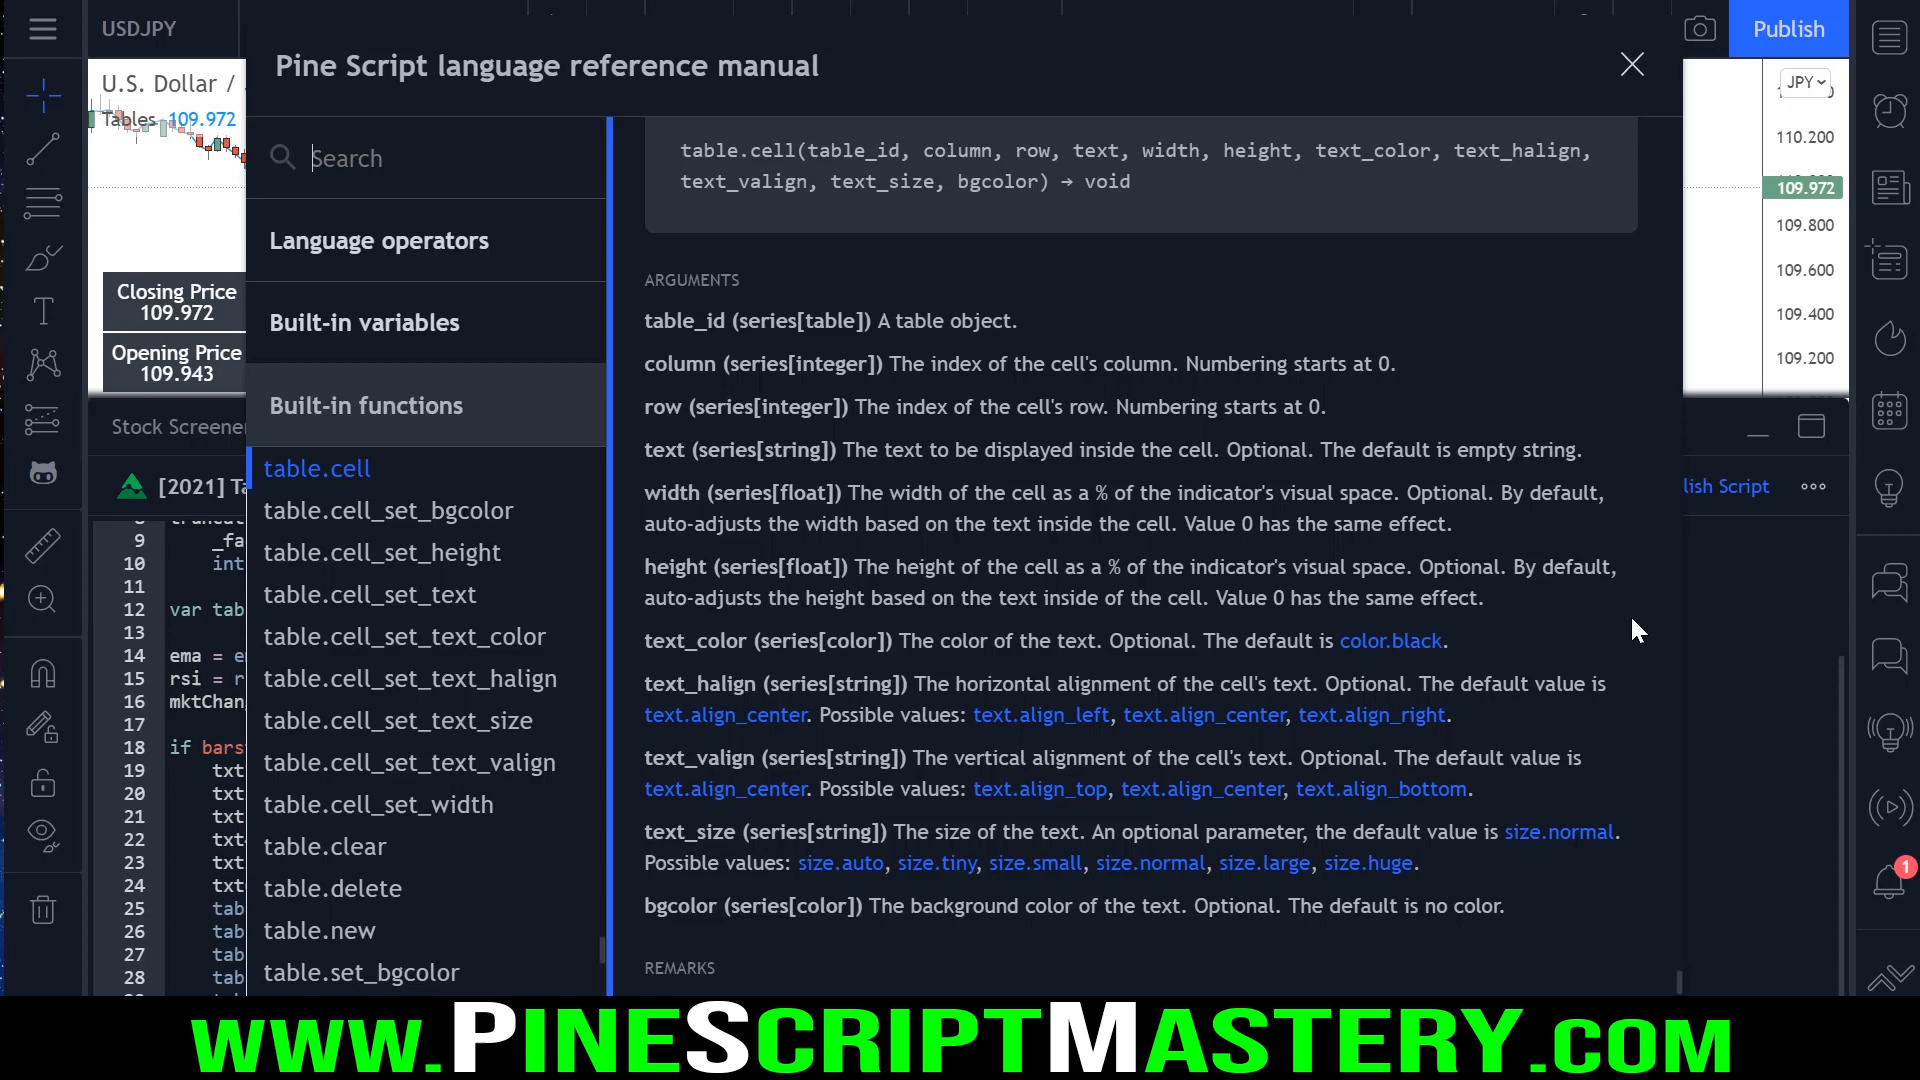 USDJPY
Publish
Pine Script language reference manual
U.S. Dollar /
Tables 109.972
JPY
110.200
109.972
109.800
109.600
109.400
109.200
Closing Price
109.972
Opening Price
109.943
Search
Language operators
Built-in variables
Built-in functions
table.cell
table.cell_set_bgcolor
table.cell_set_height
table.cell_set_text
table.cell_set_text_color
table.cell_set_text_halign
table.cell_set_text_size
table.cell_set_text_valign
table.cell_set_width
table.clear
table.delete
table.new
table.set_bgcolor
table.cell(table_id, column, row, text, width, height, text_color, text_halign,
text_valign, text_size, bgcolor) → void
ARGUMENTS
table_id (series[table]) A table object.
column (series[integer]) The index of the cell's column. Numbering starts at 0.
row (series[integer]) The index of the cell's row. Numbering starts at 0.
text (series[string]) The text to be displayed inside the cell. Optional. The default is empty string.
width (series[float]) The width of the cell as a % of the indicator's visual space. Optional. By default,
auto-adjusts the width based on the text inside the cell. Value 0 has the same effect.
height (series[float]) The height of the cell as a % of the indicator's visual space. Optional. By default,
auto-adjusts the height based on the text inside of the cell. Value 0 has the same effect.
text_color (series[color]) The color of the text. Optional. The default is color.black.
text_halign (series[string]) The horizontal alignment of the cell's text. Optional. The default value is
text.align_center. Possible values: text.align_left, text.align_center, text.align_right.
text_valign (series[string]) The vertical alignment of the cell's text. Optional. The default value is
text.align_center. Possible values: text.align_top, text.align_center, text.align_bottom.
text_size (series[string]) The size of the text. An optional parameter, the default value is size.normal.
Possible values: size.auto, size.tiny, size.small, size.normal, size.large, size.huge.
bgcolor (series[color]) The background color of the text. Optional. The default is no color.
REMARKS
Stock Screener
[2021] Ta
lish Script
1
9 _fa
10 int
11
12 var tab
13
14 ema = e
15 rsi = r
16 mktChan
17
18 if bars
19 txt
20 txt
21 txt
22 txt
23 txt
24 txt
25 tab
26 tab
27 tab
28 tab
www.PineScriptMastery.com